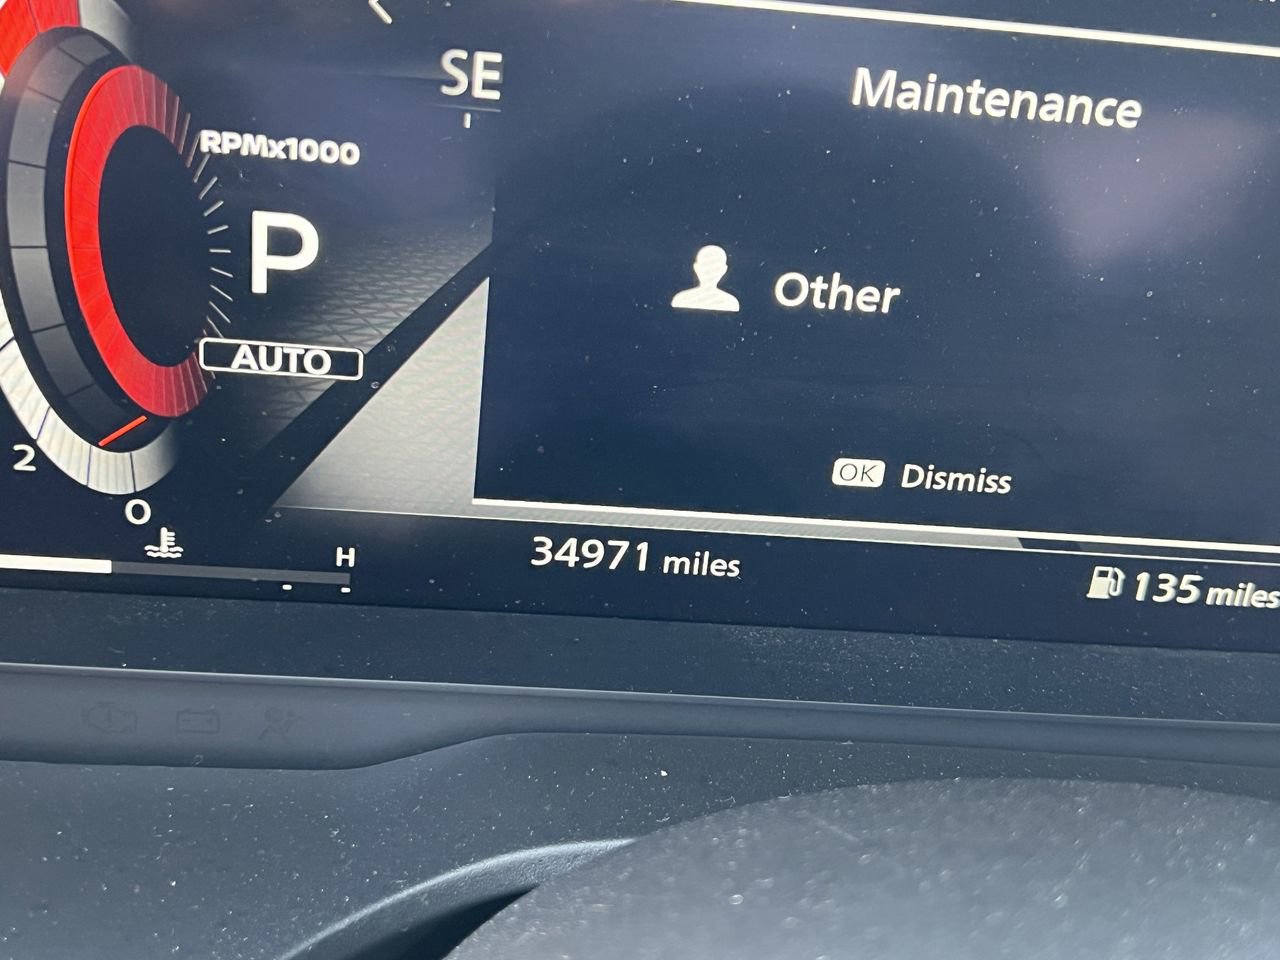 SE
Maintenance
RPMx1000
P
Other
AUTO
2
OK Dismiss
0
H
34971 miles
135 miles